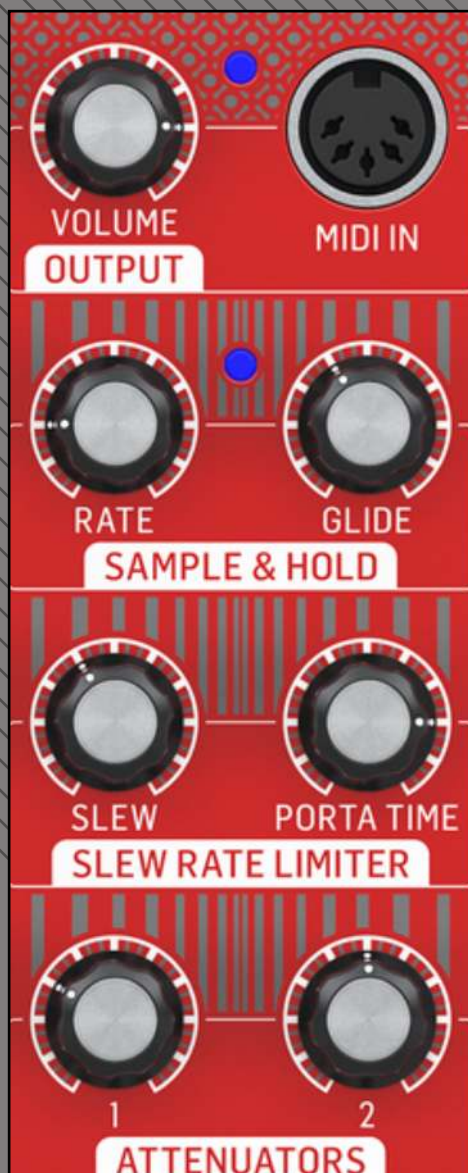 VOLUME
MIDI IN
OUTPUT
RATE
GLIDE
SAMPLE & HOLD
SLEW
PORTA TIME
SLEW RATE LIMITER
1
2
ATTENUATORS